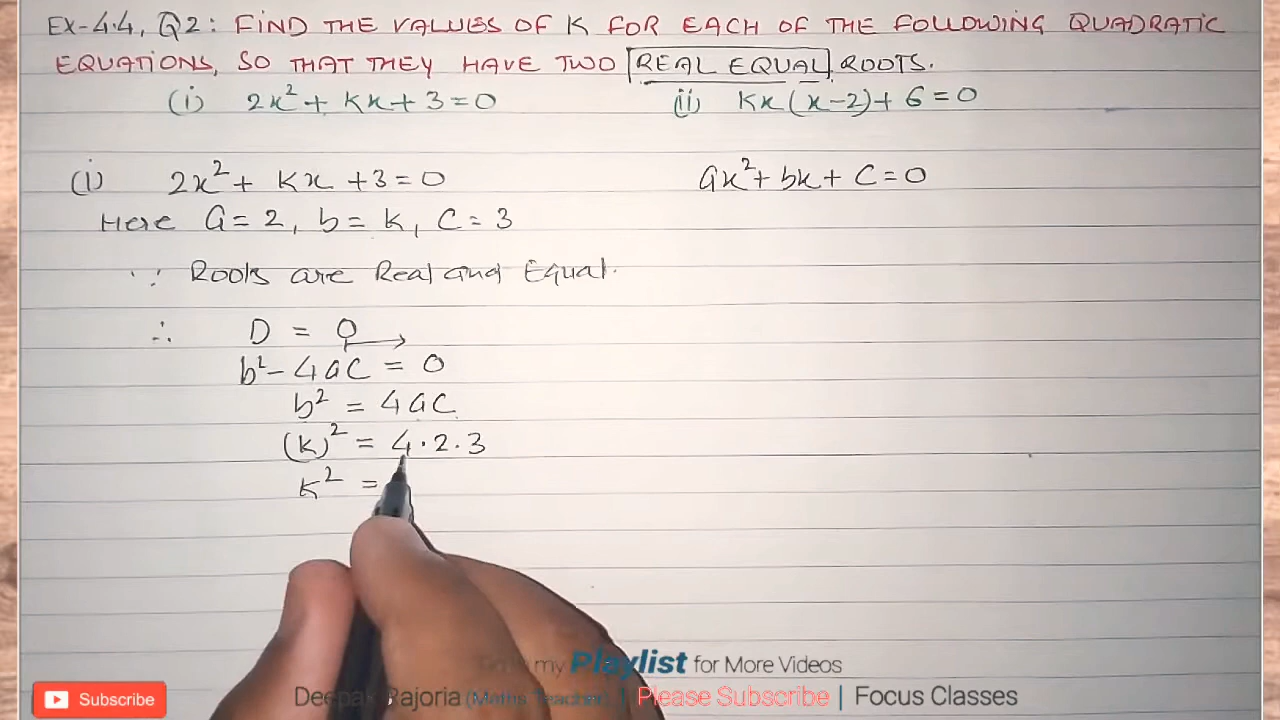 EX-4.4, Q2: FIND THE VALUES OF K FOR EACH OF THE FOLLOWING QUADRATIC
EQUATIONS, SO THAT THEY HAVE TWO REAL EQUAL ROOTS.
(i) 2x²+ kx+3=0 (ii) Kx(x-2)+6=0
(i) 2x²+ Kx +3=0 ax²+bx+C=0
Here a=2, b=k, C=3
∵ Roots are Real and Equal.
∴ D = 0
b²-4aC = 0
b² = 4aC
(k)² = 4·2·3
k² =
my Playlist for More Videos
Subscribe Deepak Rajoria (Maths Teacher) | Please Subscribe | Focus Classes